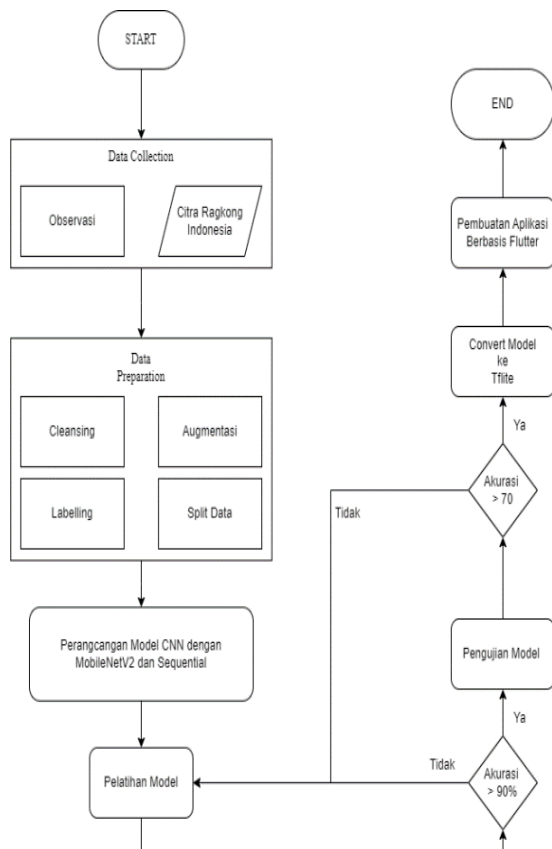 START
Data Collection
Observasi
Citra Ragkong
Indonesia
Data
Preparation
Cleansing
Augmentasi
Labelling
Split Data
Perangcangan Model CNN dengan
MobileNetV2 dan Sequential
Pelatihan Model
Tidak
Akurasi
> 90%
Ya
Pengujian Model
Tidak
Akurasi
> 70
Ya
Convert Model
ke
Tflite
Pembuatan Aplikasi
Berbasis Flutter
END